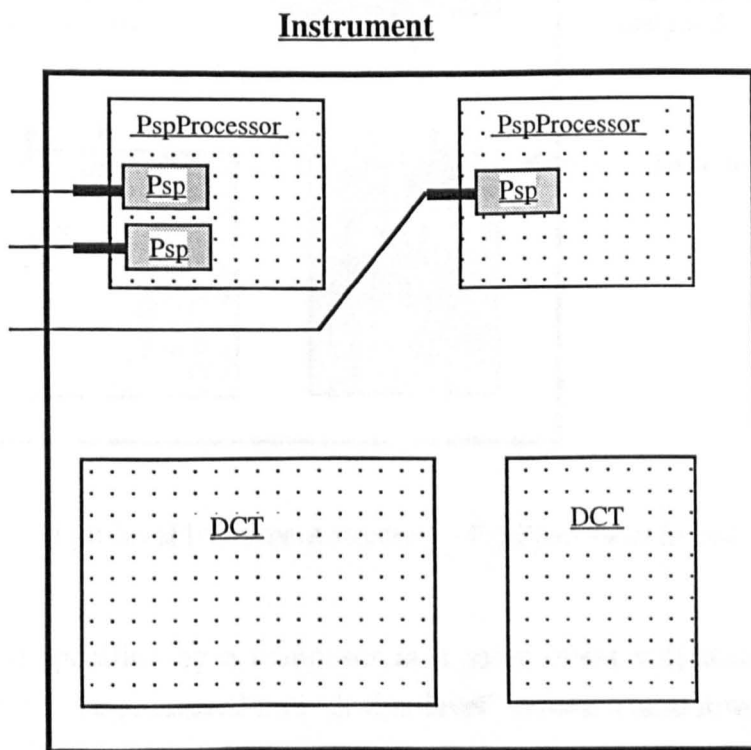 Instrument
PspProcessor
PspProcessor
Psp
Psp
Psp
DCT
DCT